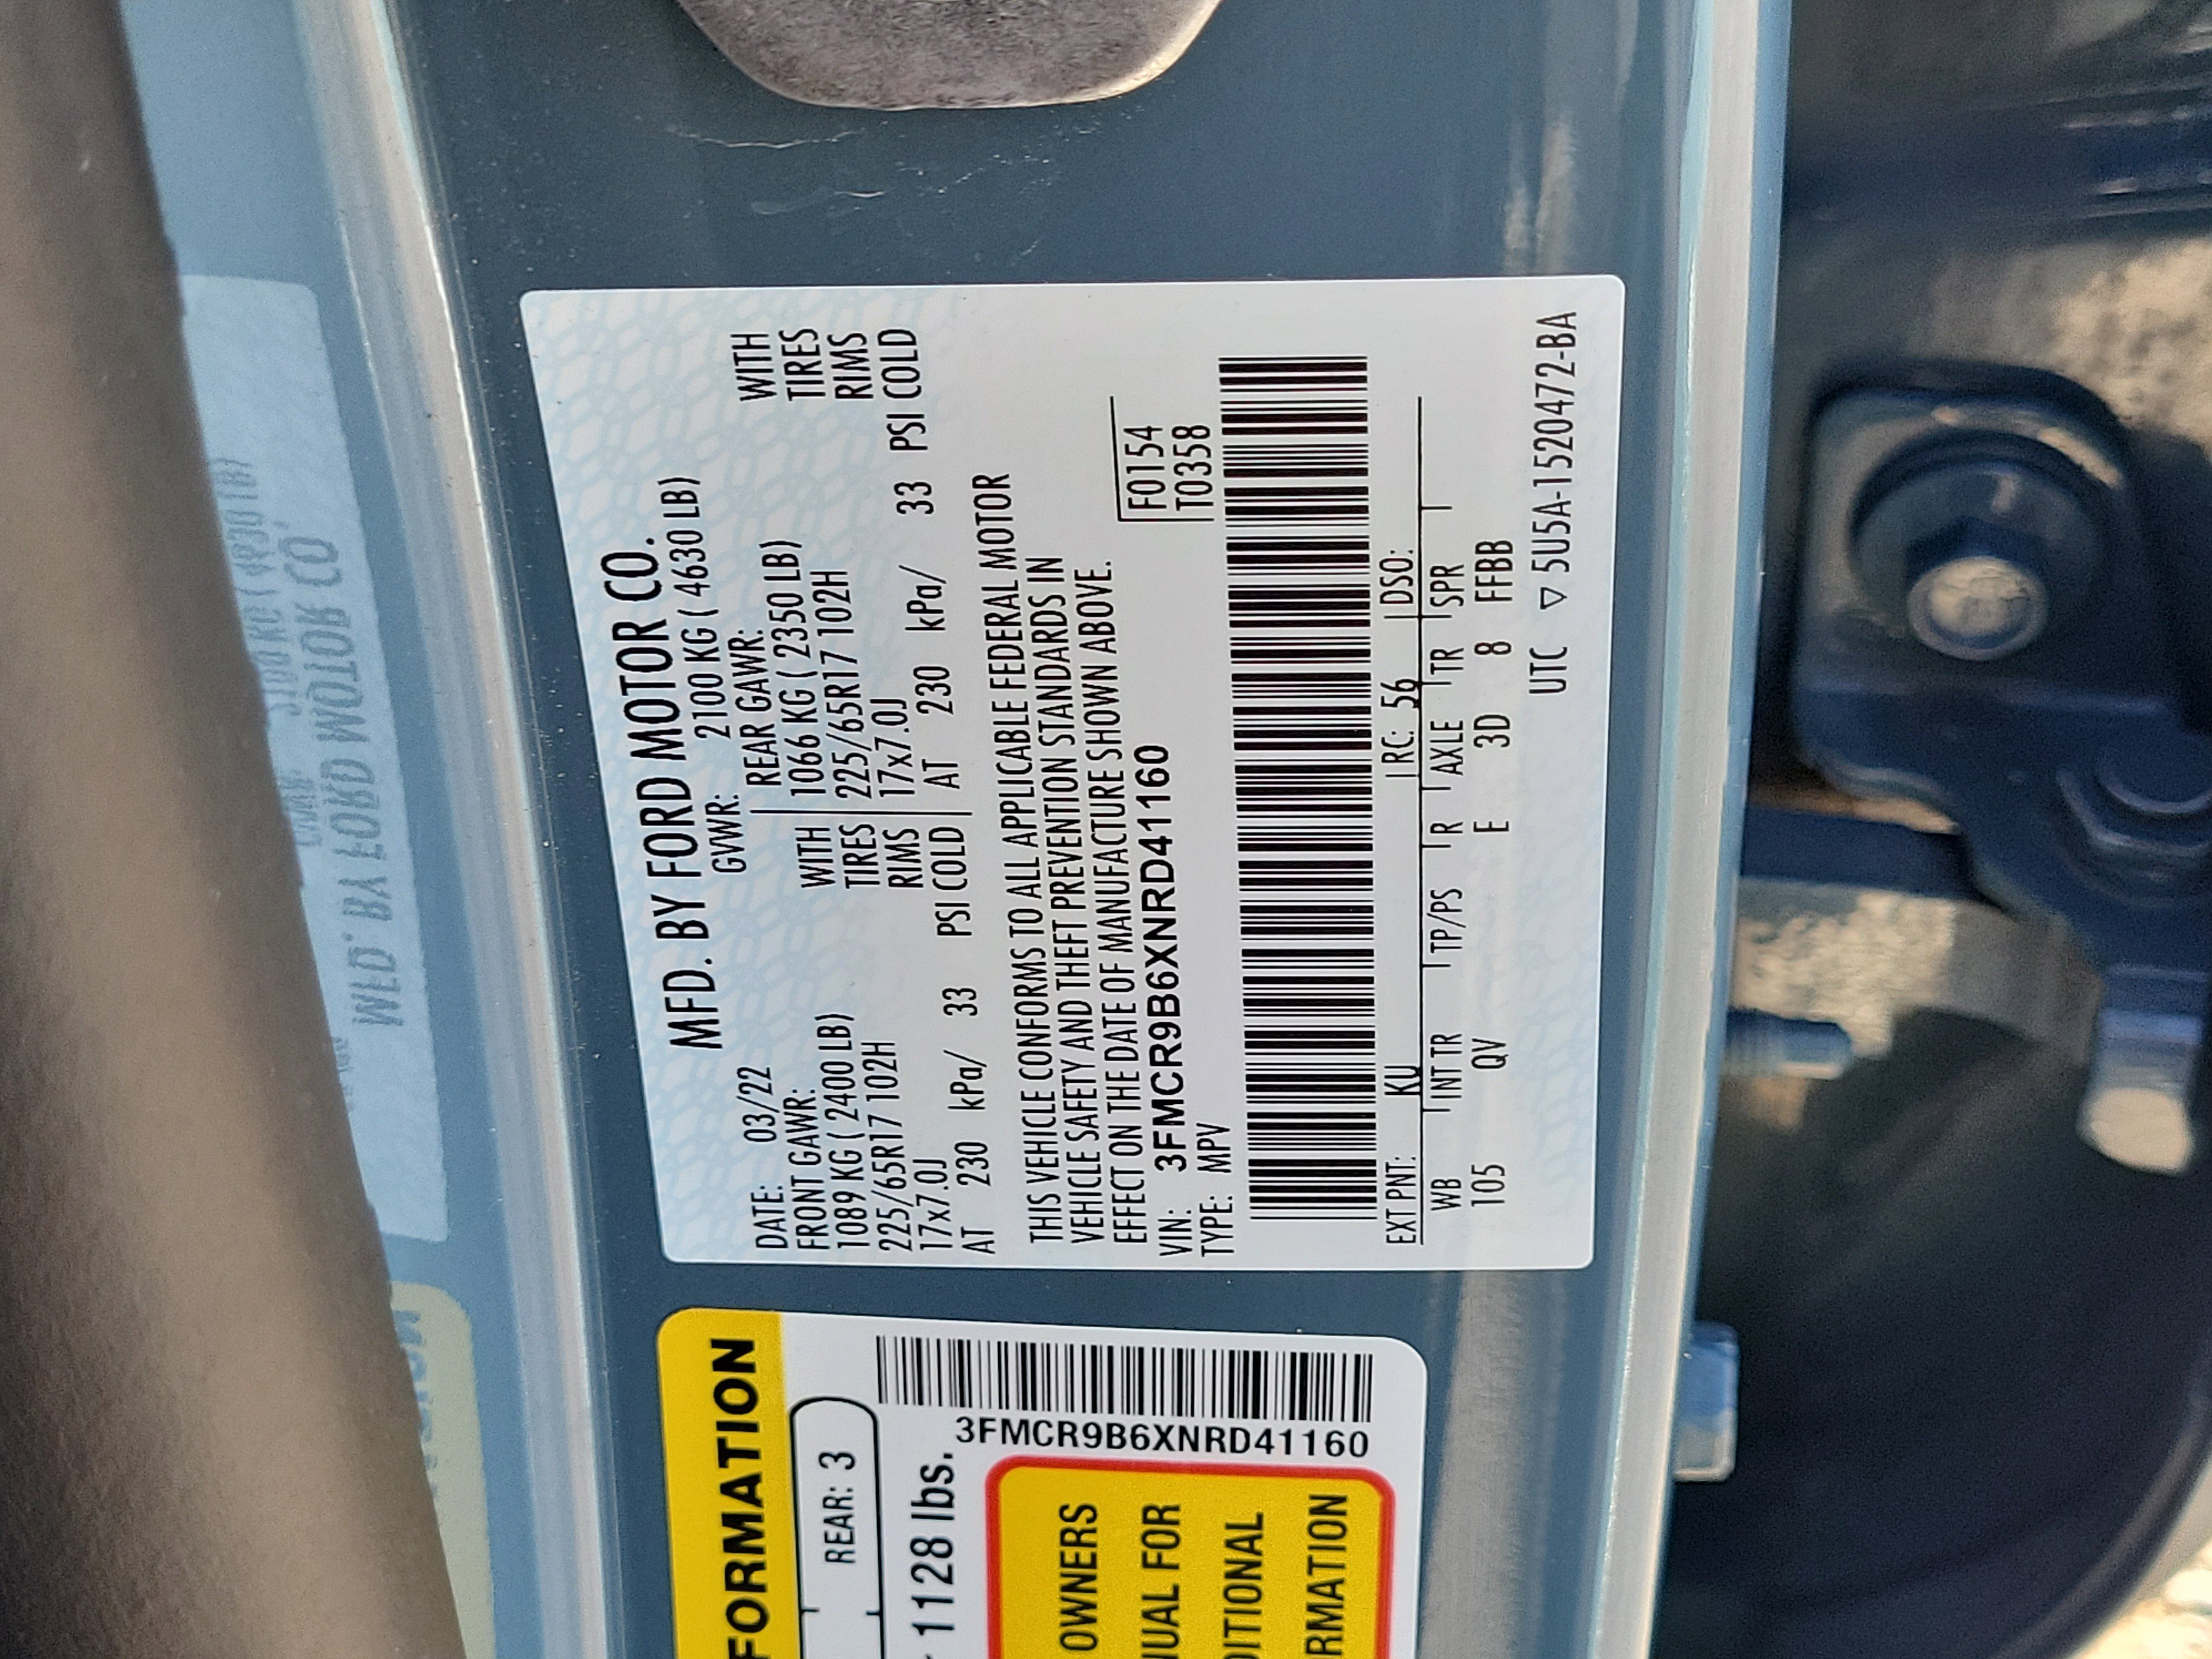 MFD. BY FORD MOTOR CO.
DATE: 03/22 GVWR: 2100 KG ( 4630 LB)
FRONT GAWR: REAR GAWR:
1089 KG ( 2400 LB) WITH 1066 KG ( 2350 LB) WITH
225/65R17 102H TIRES 225/65R17 102H TIRES
17x7.0J RIMS 17x7.0J RIMS
AT 230 kPa/ 33 PSI COLD AT 230 kPa/ 33 PSI COLD
THIS VEHICLE CONFORMS TO ALL APPLICABLE FEDERAL MOTOR
VEHICLE SAFETY AND THEFT PREVENTION STANDARDS IN
EFFECT ON THE DATE OF MANUFACTURE SHOWN ABOVE.
VIN: 3FMCR9B6XNRD41160
TYPE: MPV
F0154
T0358
EXT PNT: KU RC: 56 DSO:
WB INT TR TP/PS R AXLE TR SPR
105 QV E 3D 8 FFBB
UTC ▽ 5U5A-1520472-BA
FORMATION
REAR: 3
1128 lbs.
3FMCR9B6XNRD41160
OWNERS
FOR